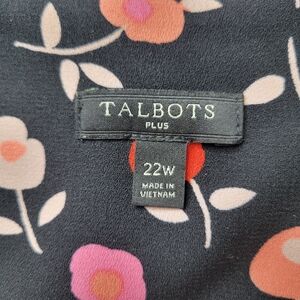 TALBOTS
PLUS
22W
MADE IN
VIETNAM